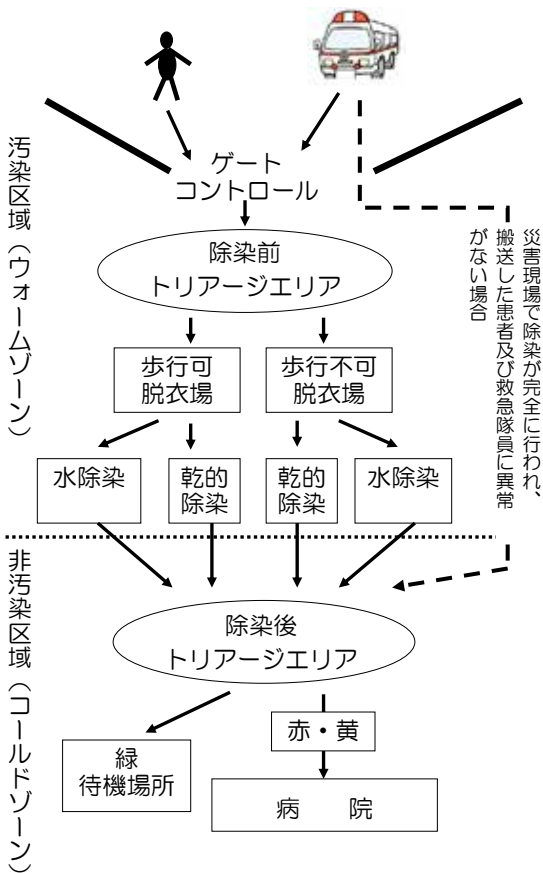 ゲート
コントロール
汚染区域（ウォームゾーン）
除染前
トリアージエリア
災害現場で除染が完全に行われ、
搬送した患者及び救急隊員に異常
がない場合
歩行可
脱衣場
歩行不可
脱衣場
水除染
乾的
除染
乾的
除染
水除染
非汚染区域（コールドゾーン）
除染後
トリアージエリア
赤・黄
緑
待機場所
病　院